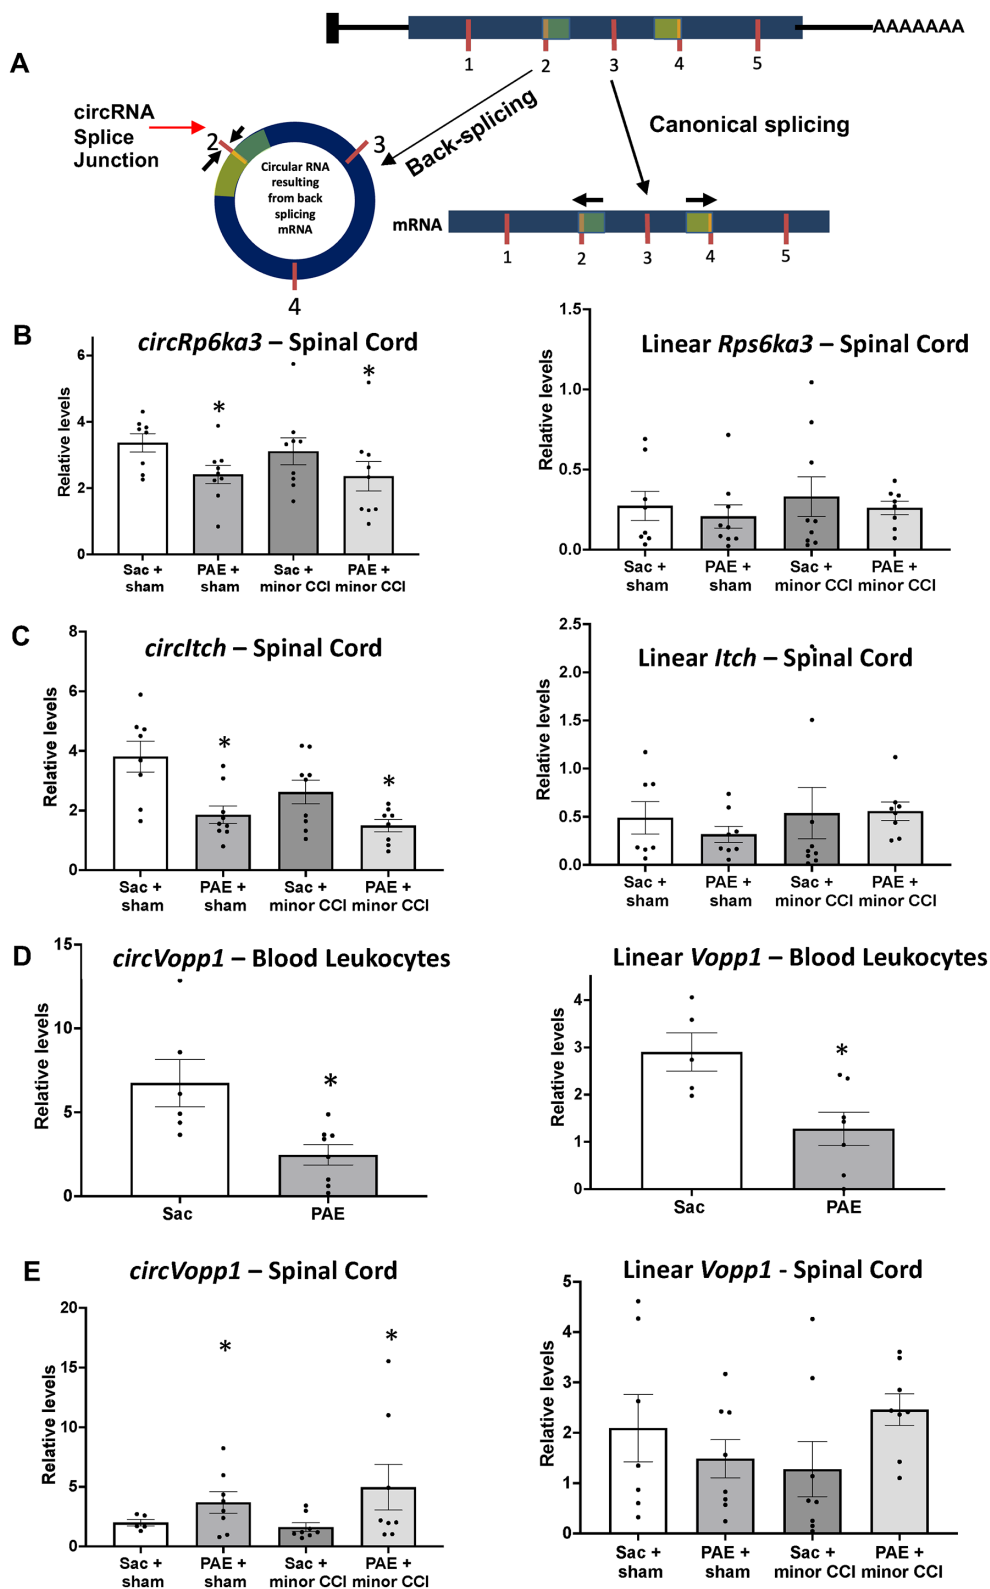 A
AAAAAAA
1
2
3
4
5
circRNA
Splice
Junction
2
3
4
Circular RNA
resulting
from back
splicing
mRNA
Back-splicing
Canonical splicing
mRNA
1
2
3
4
5
B
circRp6ka3 – Spinal Cord
Relative levels
6
4
2
0
*
*
Sac +
sham
PAE +
sham
Sac +
minor CCI
PAE +
minor CCI
Linear Rps6ka3 – Spinal Cord
Relative levels
1.5
1.0
0.5
0.0
Sac +
sham
PAE +
sham
Sac +
minor CCI
PAE +
minor CCI
C
circItch – Spinal Cord
Relative levels
8
6
4
2
0
*
*
Sac +
sham
PAE +
sham
Sac +
minor CCI
PAE +
minor CCI
Linear Itch – Spinal Cord
Relative levels
2.5
2.0
1.5
1.0
0.5
0.0
Sac +
sham
PAE +
sham
Sac +
minor CCI
PAE +
minor CCI
D
circVopp1 – Blood Leukocytes
Relative levels
15
10
5
0
*
Sac
PAE
Linear Vopp1 – Blood Leukocytes
Relative levels
4
3
2
1
0
*
Sac
PAE
E
circVopp1 – Spinal Cord
Relative levels
20
15
10
5
0
*
*
Sac +
sham
PAE +
sham
Sac +
minor CCI
PAE +
minor CCI
Linear Vopp1 - Spinal Cord
Relative levels
5
4
3
2
1
0
Sac +
sham
PAE +
sham
Sac +
minor CCI
PAE +
minor CCI